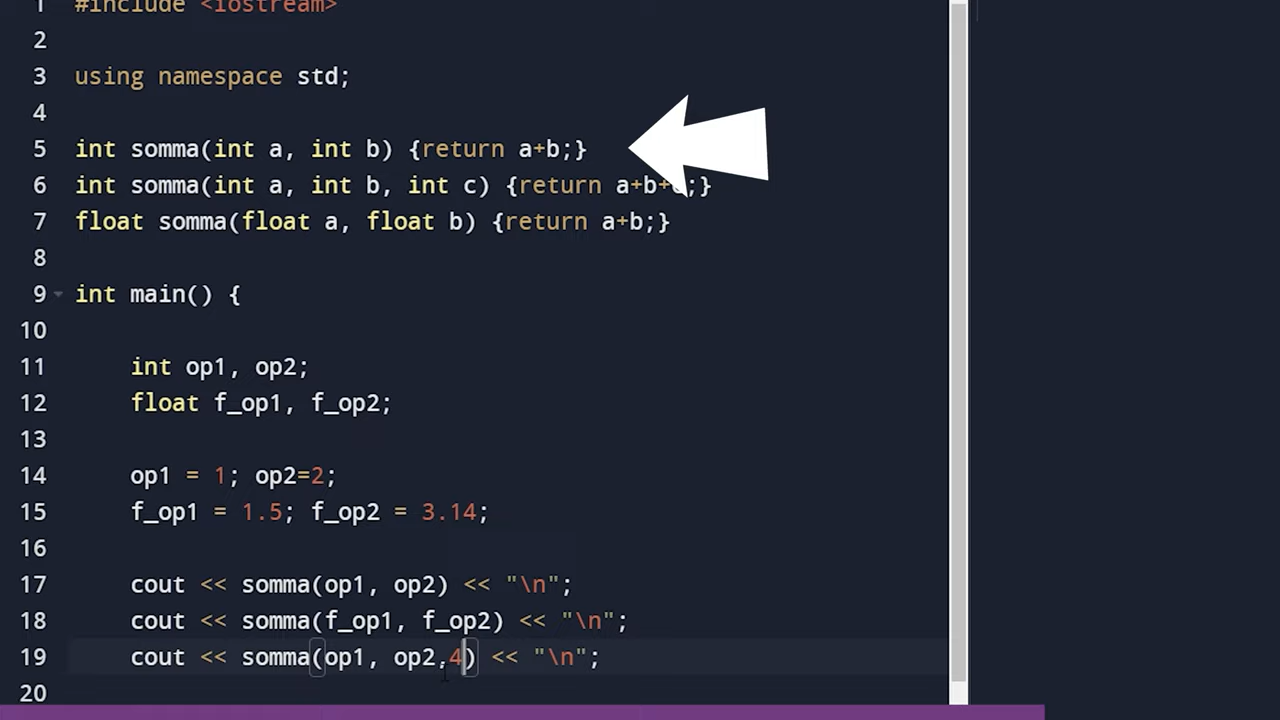 1 #include <iostream>
2
3 using namespace std;
4
5 int somma(int a, int b) {return a+b;}
6 int somma(int a, int b, int c) {return a+b+c;}
7 float somma(float a, float b) {return a+b;}
8
9 int main() {
10
11 int op1, op2;
12 float f_op1, f_op2;
13
14 op1 = 1; op2=2;
15 f_op1 = 1.5; f_op2 = 3.14;
16
17 cout << somma(op1, op2) << "\n";
18 cout << somma(f_op1, f_op2) << "\n";
19 cout << somma(op1, op2,4) << "\n";
20